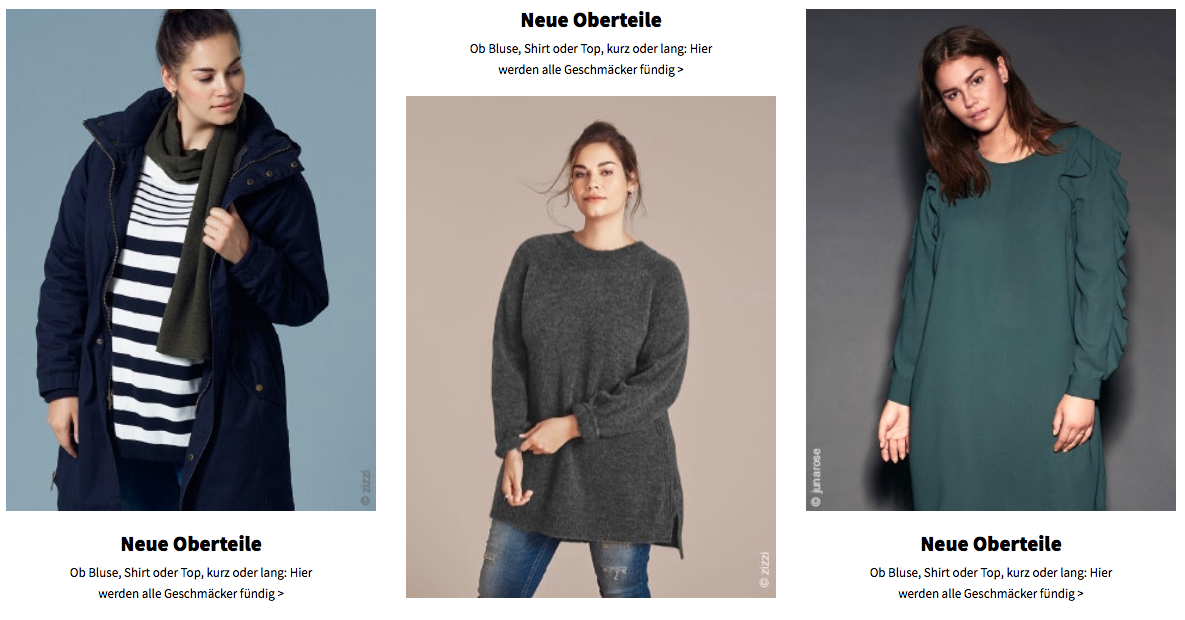 © zizzi
Neue Oberteile
Ob Bluse, Shirt oder Top, kurz oder lang: Hier
werden alle Geschmäcker fündig >
Neue Oberteile
Ob Bluse, Shirt oder Top, kurz oder lang: Hier
werden alle Geschmäcker fündig >
© zizzi
© junarose
Neue Oberteile
Ob Bluse, Shirt oder Top, kurz oder lang: Hier
werden alle Geschmäcker fündig >